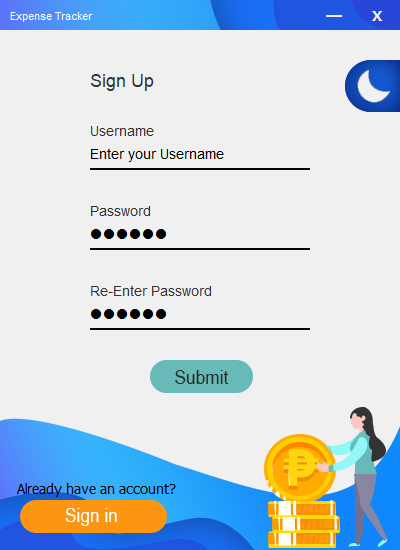 Expense Tracker
Sign Up
Username
Enter your Username
Password
●●●●●●
Re-Enter Password
●●●●●●
Submit
Already have an account?
Sign in